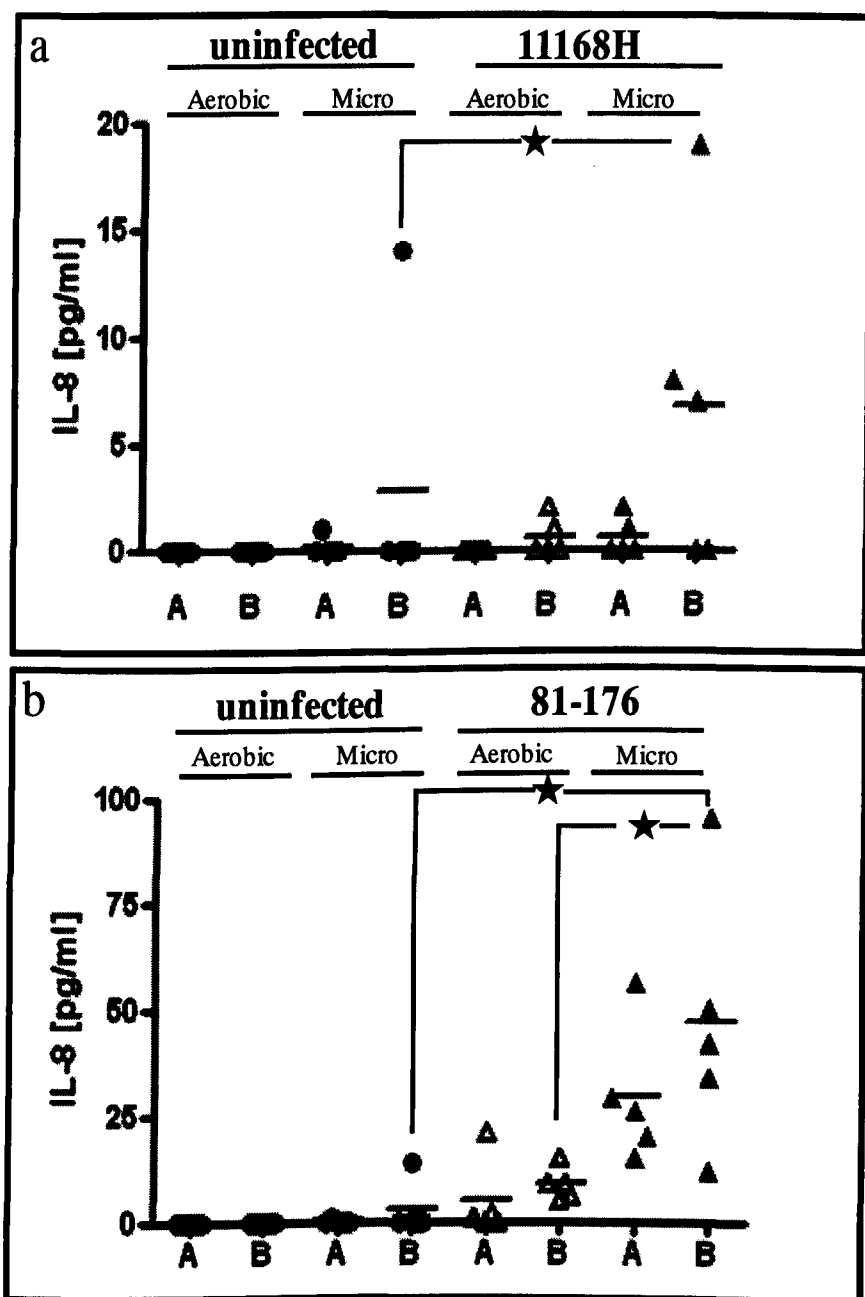 a
uninfected 11168H
Aerobic Micro Aerobic Micro
20
15
10
5
0
IL-8 [pg/ml]
A B A B A B A B
b
uninfected 81-176
Aerobic Micro Aerobic Micro
100
75
50
25
0
IL-8 [pg/ml]
A B A B A B A B